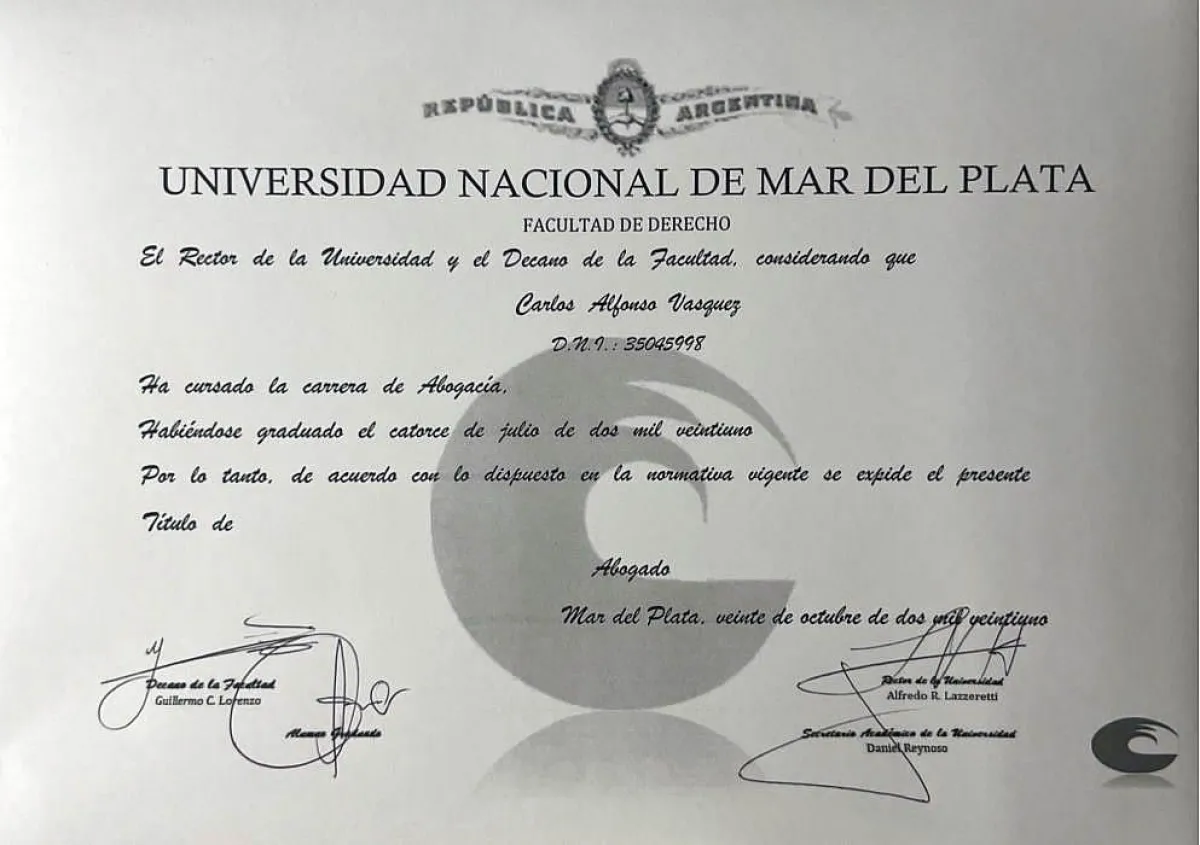 REPÚBLICA ARGENTINA
UNIVERSIDAD NACIONAL DE MAR DEL PLATA
FACULTAD DE DERECHO
El Rector de la Universidad y el Decano de la Facultad, considerando que
Carlos Alfonso Vasquez
D.N.I.: 35045998
Ha cursado la carrera de Abogacía,
Habiéndose graduado el catorce de julio de dos mil veintiuno
Por lo tanto, de acuerdo con lo dispuesto en la normativa vigente se expide el presente
Título de
Abogado
Mar del Plata, veinte de octubre de dos mil veintiuno
Decano de la Facultad
Guillermo C. Lorenzo
Alumno Graduado
Rector de la Universidad
Alfredo R. Lazzeretti
Secretario Académico de la Universidad
Daniel Reynoso